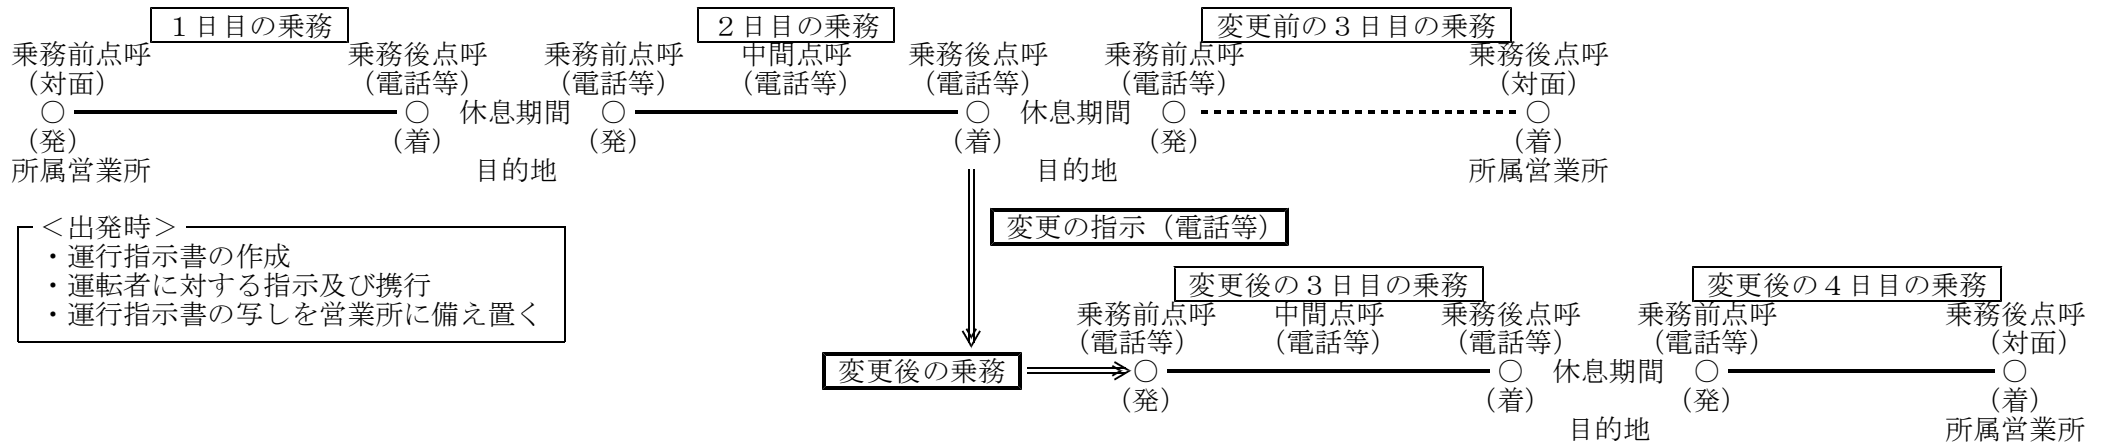 １日目の乗務　２日目の乗務　変更前の３日目の乗務
乗務前点呼　乗務後点呼　乗務前点呼　中間点呼　乗務後点呼　乗務前点呼　乗務後点呼
（対面）　（電話等）　（電話等）　（電話等）　（電話等）　（電話等）　（対面）
○　○　休息期間　○　○　休息期間　○　○
（発）　（着）　（発）　（着）　（発）　（着）
所属営業所　目的地　目的地　所属営業所
変更の指示（電話等）
＜出発時＞
・運行指示書の作成
・運転者に対する指示及び携行
・運行指示書の写しを営業所に備え置く
変更後の３日目の乗務　変更後の４日目の乗務
乗務前点呼　中間点呼　乗務後点呼　乗務前点呼　乗務後点呼
（電話等）　（電話等）　（電話等）　（電話等）　（対面）
変更後の乗務　○　○　休息期間　○　○
（発）　（着）　（発）　（着）
目的地　所属営業所